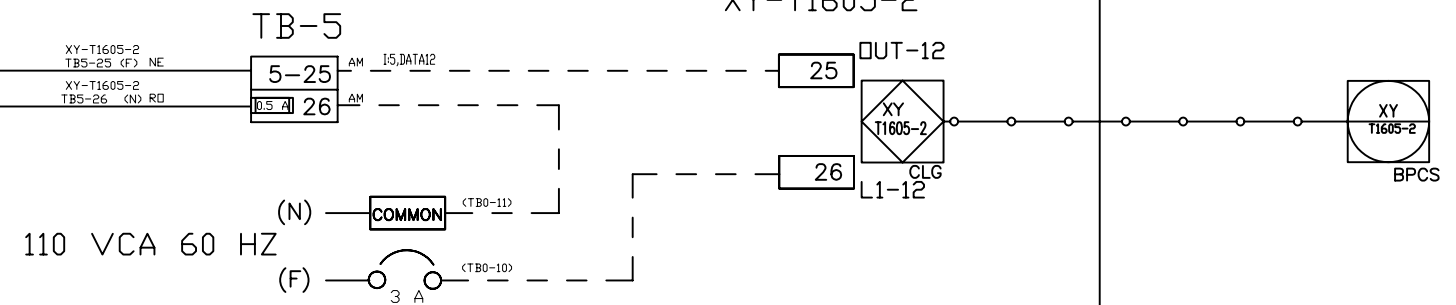 XY-T1605-2
TB-5
XY-T1605-2
TB5-25 (F) NE
XY-T1605-2
TB5-26 (N) RO
5-25
0.5 A
26
AM
I:5,DATA12
AM
25
OUT-12
XY
T1605-2
CLG
26
L1-12
XY
T1605-2
BPCS
(N)
COMMON
(TB0-11)
110 VCA 60 HZ
(F)
(TB0-10)
3 A